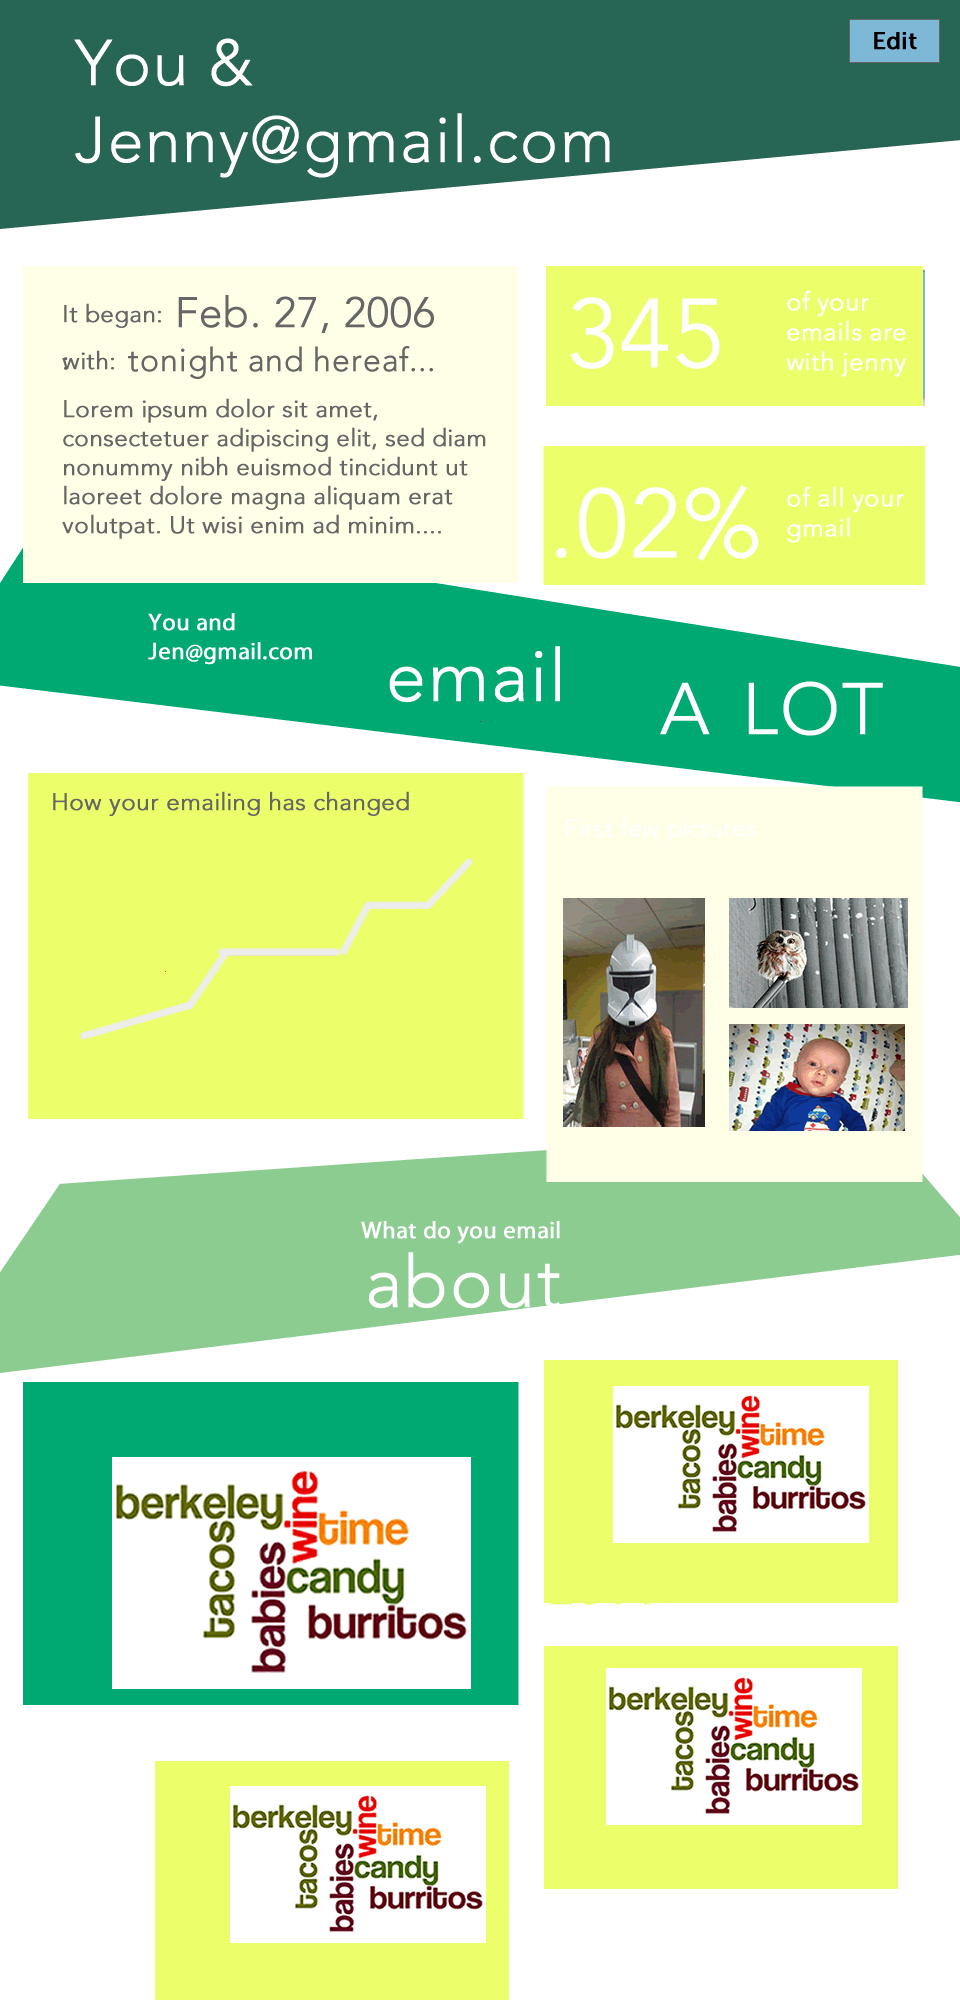 You &
Jenny@gmail.com
Edit
It began: Feb. 27, 2006
with: tonight and hereaf...
Lorem ipsum dolor sit amet,
consectetuer adipiscing elit, sed diam
nonummy nibh euismod tincidunt ut
laoreet dolore magna aliquam erat
volutpat. Ut wisi enim ad minim....
345
of your
emails are
with jenny
.02%
of all your
gmail
You and
Jen@gmail.com
email
A LOT
How your emailing has changed
First few pictures
What do you email
about
berkeley
wine
time
tacos
babies
candy
burritos
berkeley
wine
time
tacos
babies
candy
burritos
berkeley
wine
time
tacos
babies
candy
burritos
berkeley
wine
time
tacos
babies
candy
burritos